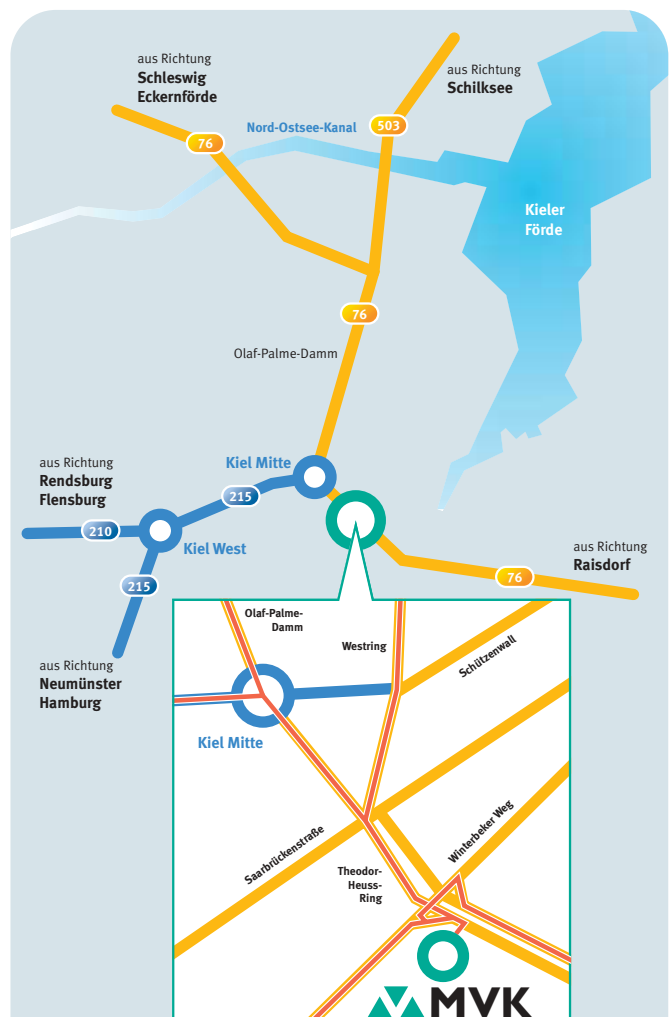 aus Richtung
Schleswig
Eckernförde
aus Richtung
Schilksee
Nord-Ostsee-Kanal
503
76
Kieler
Förde
76
Olaf-Palme-Damm
Kiel Mitte
aus Richtung
Rendsburg
Flensburg
215
210
Kiel West
aus Richtung
Raisdorf
76
215
aus Richtung
Neumünster
Hamburg
Olaf-Palme-
Damm
Westring
Schützenwall
Kiel Mitte
Saarbrückenstraße
Winterbeker Weg
Theodor-
Heuss-
Ring
MVK